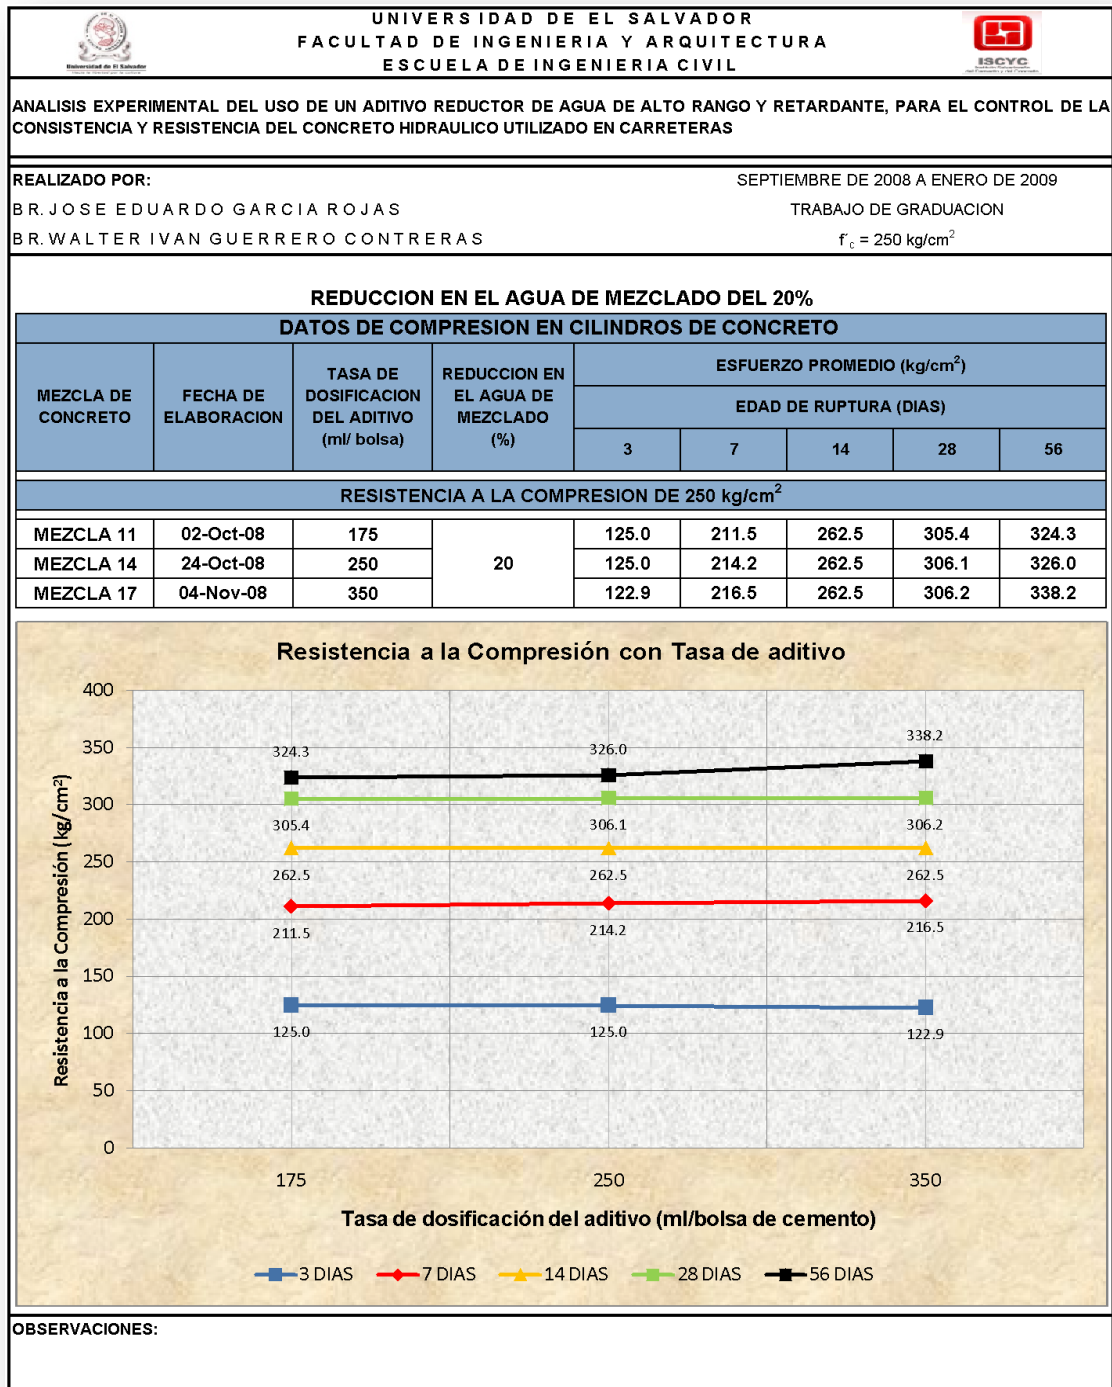 UNIVERSIDAD DE EL SALVADOR
FACULTAD DE INGENIERIA Y ARQUITECTURA
ESCUELA DE INGENIERIA CIVIL
Universidad de El Salvador
ISCYC
ANALISIS EXPERIMENTAL DEL USO DE UN ADITIVO REDUCTOR DE AGUA DE ALTO RANGO Y RETARDANTE, PARA EL CONTROL DE LA
CONSISTENCIA Y RESISTENCIA DEL CONCRETO HIDRAULICO UTILIZADO EN CARRETERAS
REALIZADO POR: SEPTIEMBRE DE 2008 A ENERO DE 2009
BR. JOSE EDUARDO GARCIA ROJAS TRABAJO DE GRADUACION
BR. WALTER IVAN GUERRERO CONTRERAS f´c = 250 kg/cm²
REDUCCION EN EL AGUA DE MEZCLADO DEL 20%
DATOS DE COMPRESION EN CILINDROS DE CONCRETO
MEZCLA DE
CONCRETO
FECHA DE
ELABORACION
TASA DE
DOSIFICACION
DEL ADITIVO
(ml/ bolsa)
REDUCCION EN
EL AGUA DE
MEZCLADO
(%)
ESFUERZO PROMEDIO (kg/cm²)
EDAD DE RUPTURA (DIAS)
3 7 14 28 56
RESISTENCIA A LA COMPRESION DE 250 kg/cm²
MEZCLA 11 02-Oct-08 175 125.0 211.5 262.5 305.4 324.3
MEZCLA 14 24-Oct-08 250 20 125.0 214.2 262.5 306.1 326.0
MEZCLA 17 04-Nov-08 350 122.9 216.5 262.5 306.2 338.2
Resistencia a la Compresión con Tasa de aditivo
Resistencia a la Compresión (kg/cm²)
400
350
300
250
200
150
100
50
0
324.3 326.0 338.2
305.4 306.1 306.2
262.5 262.5 262.5
211.5 214.2 216.5
125.0 125.0 122.9
175 250 350
Tasa de dosificación del aditivo (ml/bolsa de cemento)
3 DIAS 7 DIAS 14 DIAS 28 DIAS 56 DIAS
OBSERVACIONES: